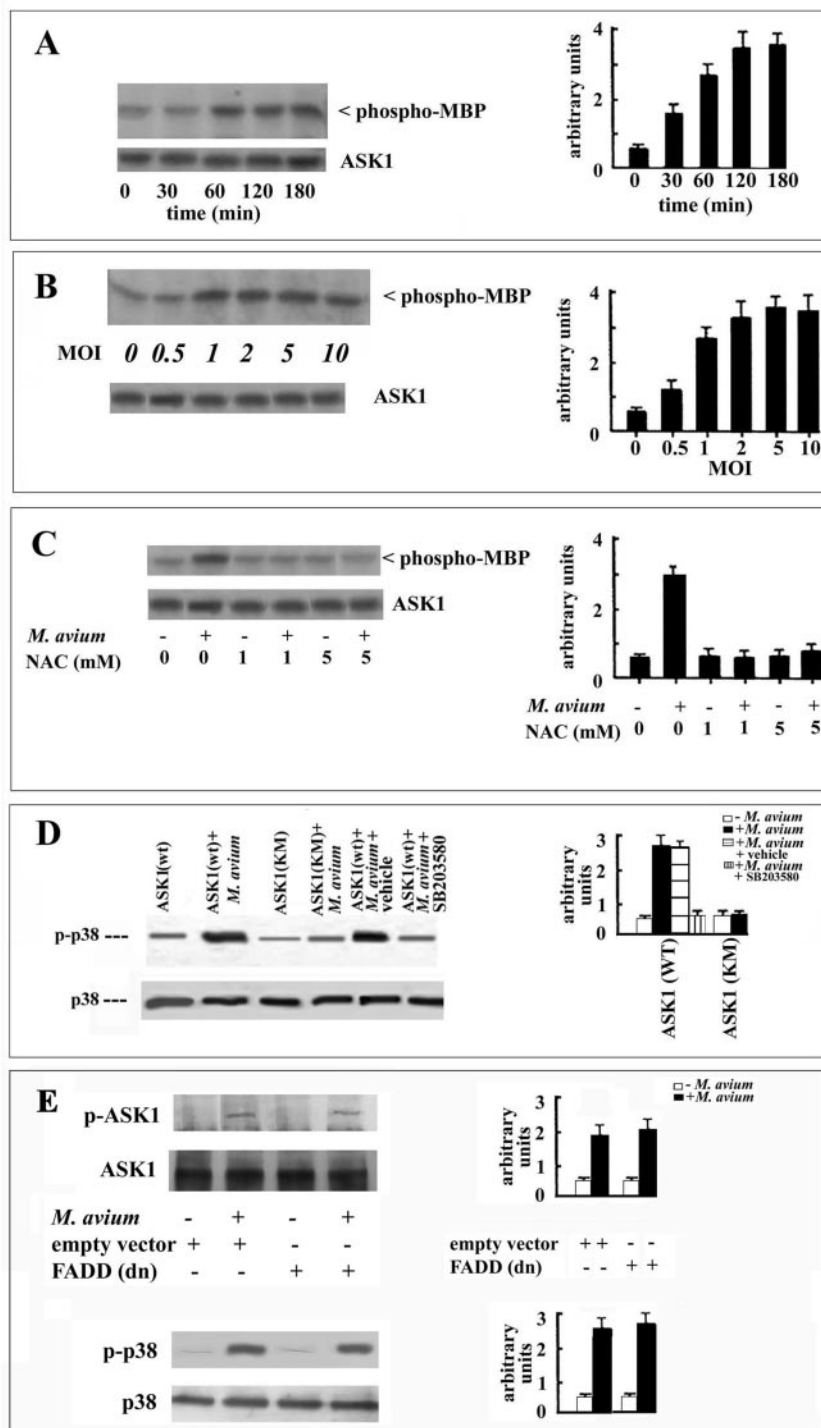 A
< phospho-MBP
ASK1
0 30 60 120 180
time (min)
arbitrary units
4
2
0
0 30 60 120 180
time (min)
B
< phospho-MBP
MOI 0 0.5 1 2 5 10
ASK1
arbitrary units
4
2
0
0 0.5 1 2 5 10
MOI
C
< phospho-MBP
ASK1
M. avium - + - + - +
NAC (mM) 0 0 1 1 5 5
arbitrary units
4
2
0
M. avium - + - + - +
NAC (mM) 0 0 1 1 5 5
D
ASK1(wt)
ASK1(wt)+
M. avium
ASK1(KM)
ASK1(KM)+
M. avium
ASK1(wt)+
M. avium+
vehicle
ASK1(wt)+
M. avium+
SB203580
p-p38 ---
p38 ---
arbitrary
units
3
2
1
0
ASK1 (WT)
ASK1 (KM)
- M. avium
+M. avium
+M. avium
+ vehicle
+M. avium
+ SB203580
E
p-ASK1
ASK1
M. avium - + - +
empty vector + + - -
FADD (dn) - - + +
p-p38
p38
- M. avium
+M. avium
arbitrary
units
3
2
1
0
empty vector + + - -
FADD (dn) - - + +
arbitrary
units
3
2
1
0